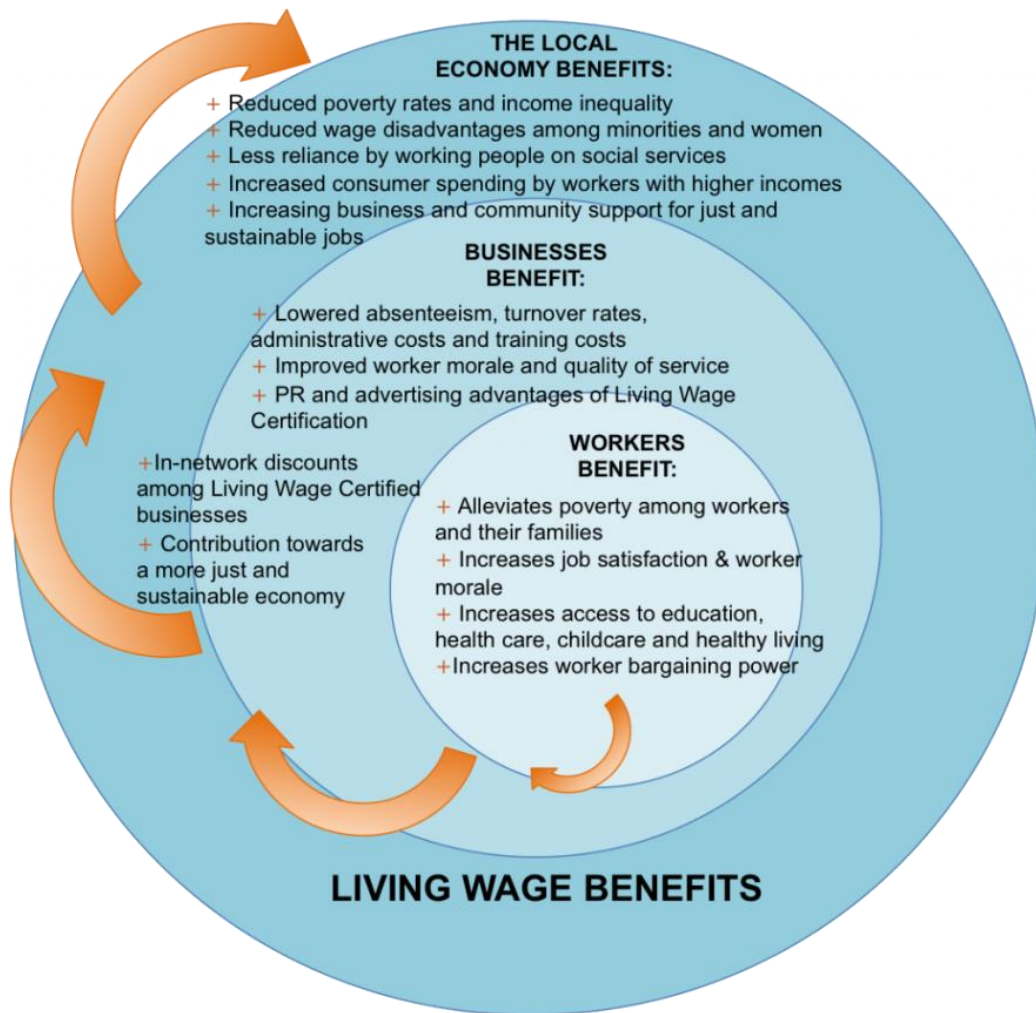 THE LOCAL
ECONOMY BENEFITS:
+ Reduced poverty rates and income inequality
+ Reduced wage disadvantages among minorities and women
+ Less reliance by working people on social services
+ Increased consumer spending by workers with higher incomes
+ Increasing business and community support for just and
sustainable jobs
BUSINESSES
BENEFIT:
+ Lowered absenteeism, turnover rates,
administrative costs and training costs
+ Improved worker morale and quality of service
+ PR and advertising advantages of Living Wage
Certification
+In-network discounts
among Living Wage Certified
businesses
+ Contribution towards
a more just and
sustainable economy
WORKERS
BENEFIT:
+ Alleviates poverty among workers
and their families
+ Increases job satisfaction & worker
morale
+ Increases access to education,
health care, childcare and healthy living
+Increases worker bargaining power
LIVING WAGE BENEFITS